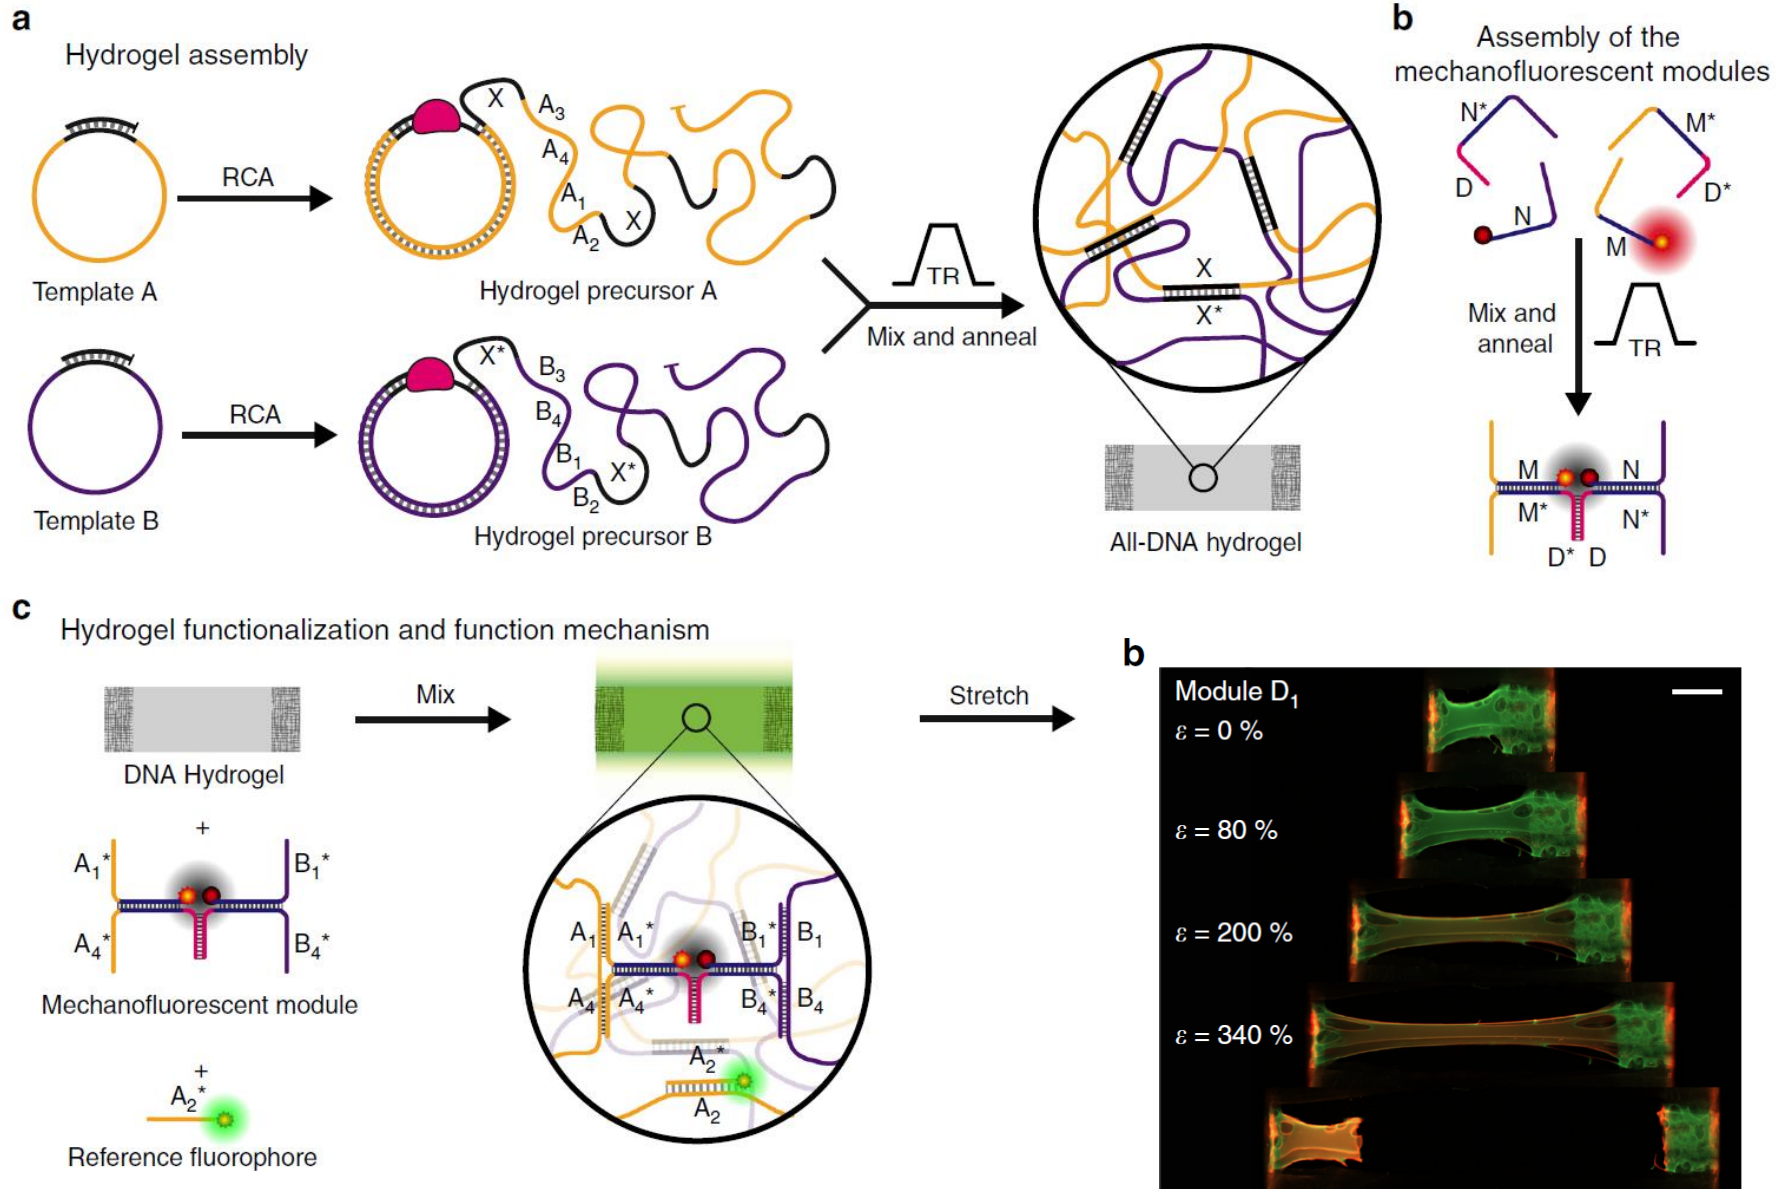 a
Hydrogel assembly
Template A
RCA
X
A3
A4
A1
A2
X
Hydrogel precursor A
Template B
RCA
X*
B3
B4
B1
B2
X*
Hydrogel precursor B
TR
Mix and anneal
X
X*
All-DNA hydrogel
b
Assembly of the
mechanofluorescent modules
N*
D
N
M*
D*
M
Mix and
anneal
TR
M
N
M*
N*
D* D
c
Hydrogel functionalization and function mechanism
DNA Hydrogel
Mix
+
A1*
B1*
A4*
B4*
Mechanofluorescent module
+
A2*
Reference fluorophore
A1
A1*
B1*
B1
A4
A4*
B4*
B4
A2*
A2
Stretch
b
Module D1
ε = 0 %
ε = 80 %
ε = 200 %
ε = 340 %